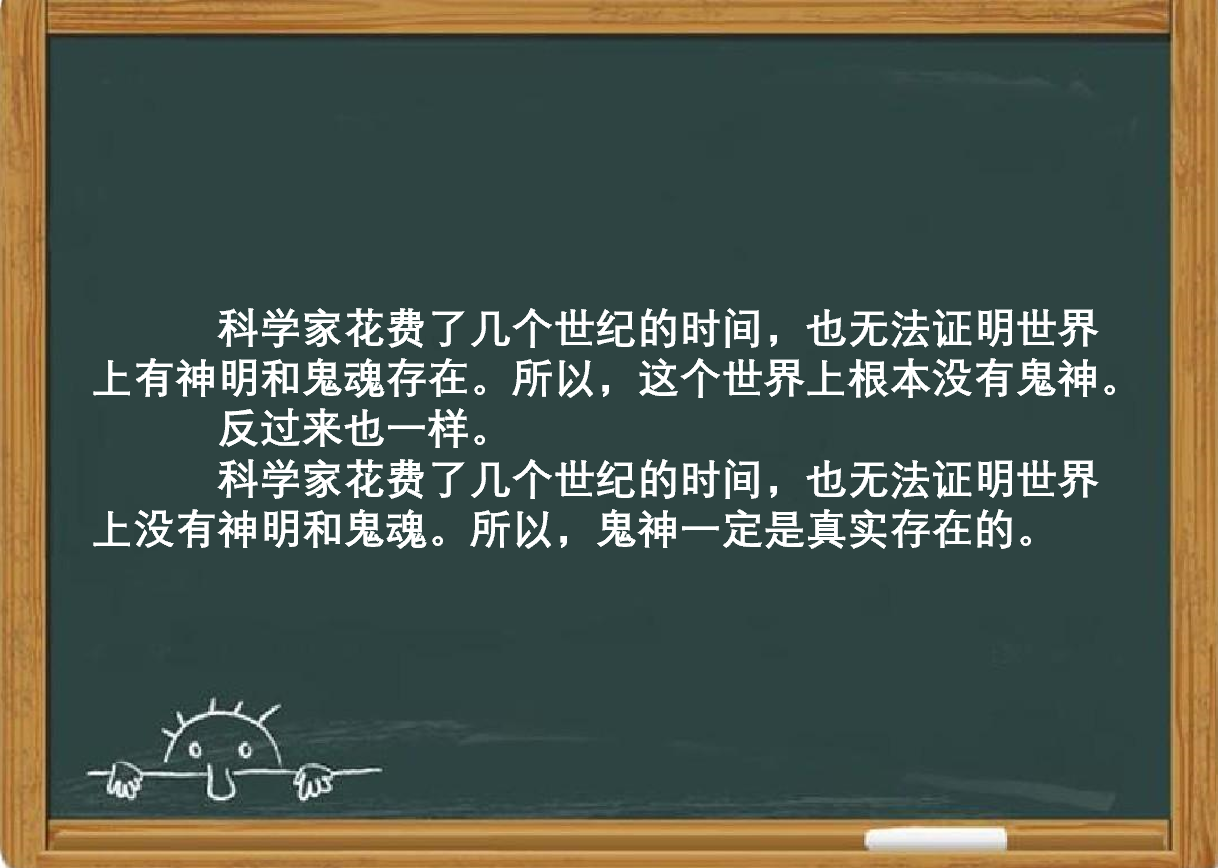 科学家花费了几个世纪的时间，也无法证明世界
上有神明和鬼魂存在。所以，这个世界上根本没有鬼神。
反过来也一样。
科学家花费了几个世纪的时间，也无法证明世界
上没有神明和鬼魂。所以，鬼神一定是真实存在的。